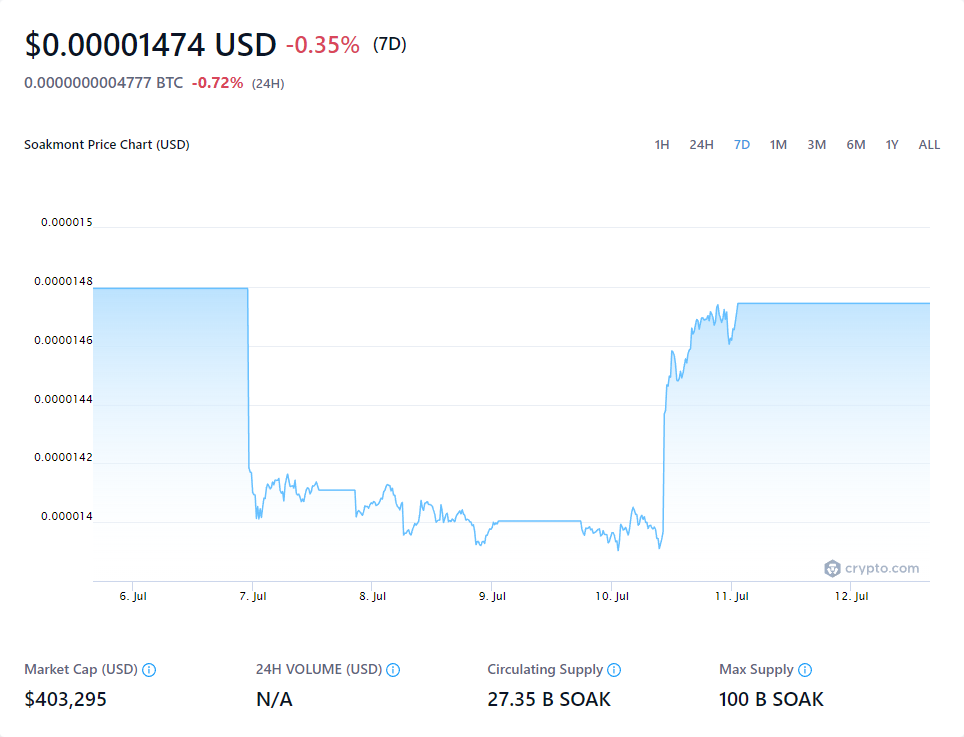 $0.00001474 USD -0.35% (7D)
0.0000000004777 BTC -0.72% (24H)
Soakmont Price Chart (USD) 1H 24H 7D 1M 3M 6M 1Y ALL
0.000015
0.0000148
0.0000146
0.0000144
0.0000142
0.000014
crypto.com
6. Jul 7. Jul 8. Jul 9. Jul 10. Jul 11. Jul 12. Jul
Market Cap (USD) 24H VOLUME (USD) Circulating Supply Max Supply
$403,295 N/A 27.35 B SOAK 100 B SOAK